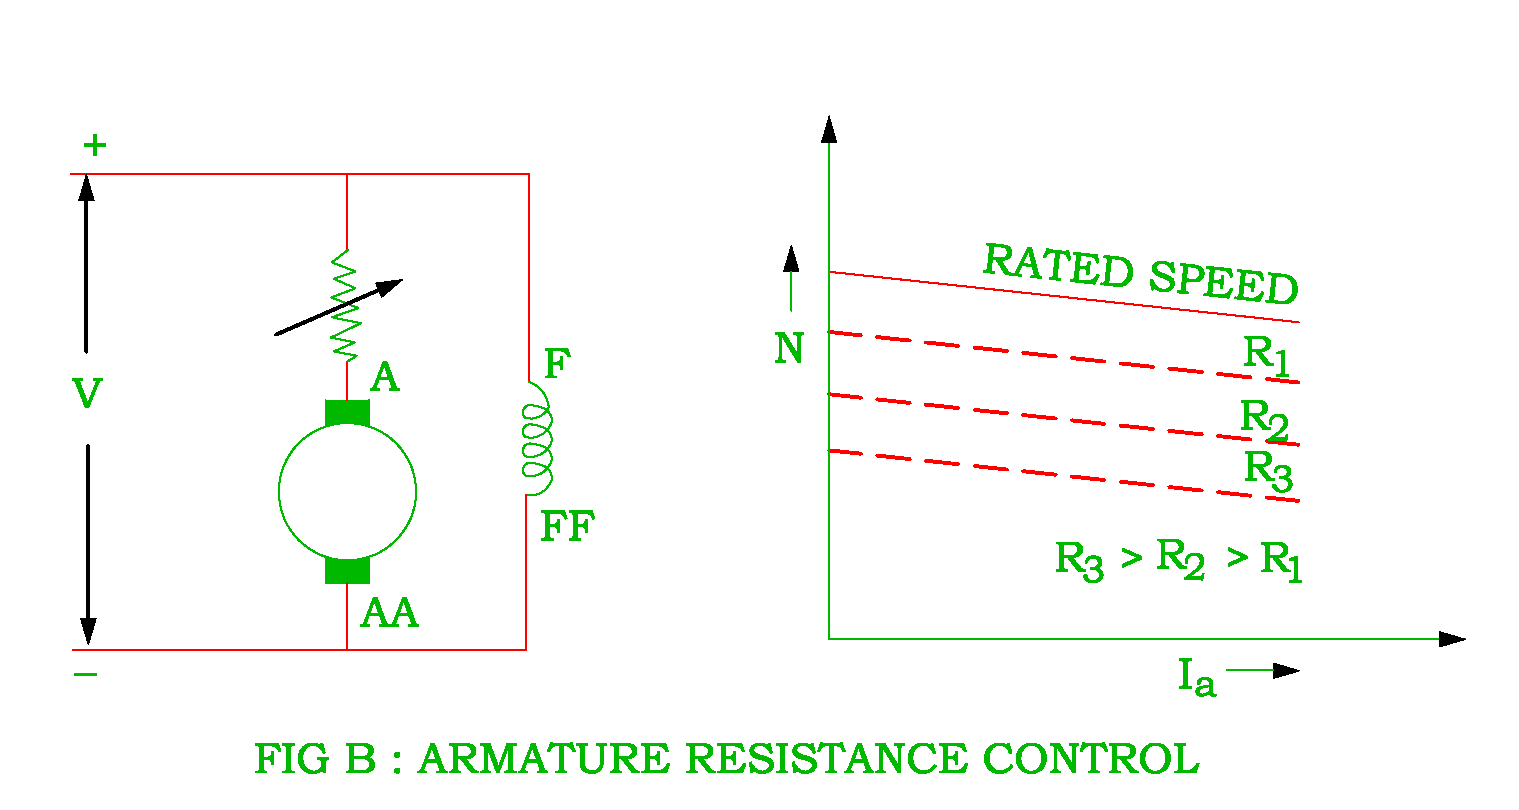 +
V
–
A
AA
F
FF
N
RATED SPEED
R1
R2
R3
R3 > R2 > R1
Ia
FIG B : ARMATURE RESISTANCE CONTROL